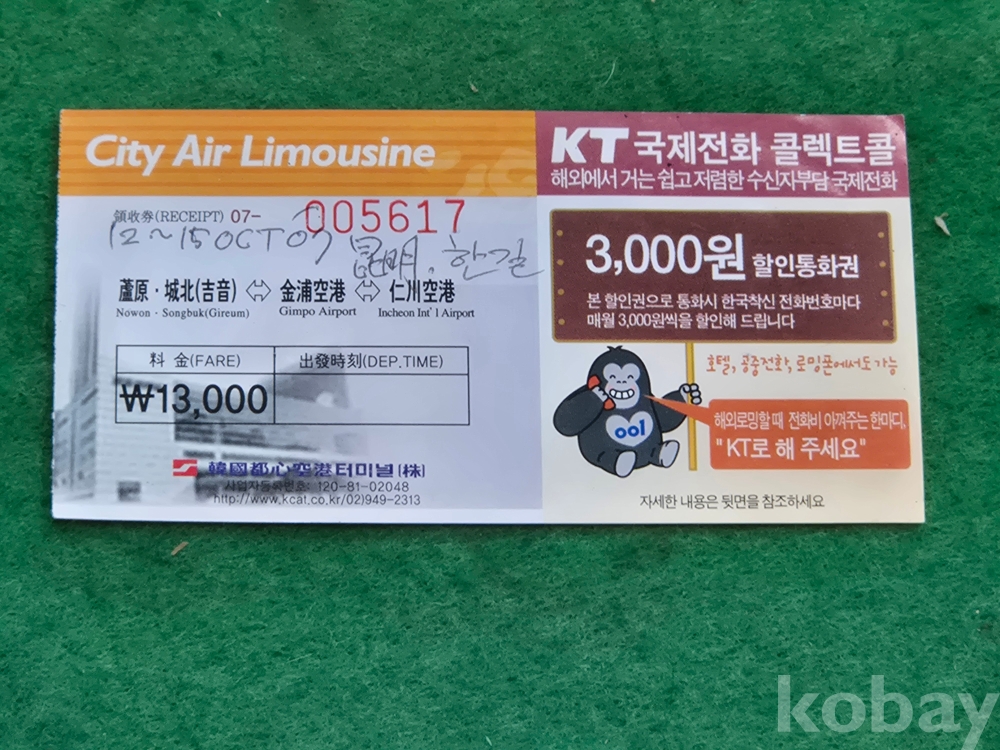 City Air Limousine
領收券(RECEIPT) 07- 005617
12~15 OCT 07 昆明, 한길
蘆原·城北(吉音) ⇔ 金浦空港 ⇔ 仁川空港
Nowon · Songbuk(Gireum) Gimpo Airport Incheon Int' l Airport
料 金(FARE) 出發時刻(DEP.TIME)
₩13,000
韓國都心空港터미널(株)
사업자등록번호: 120-81-02048
http://www.kcat.co.kr/02)949-2313
KT 국제전화 콜렉트콜
해외에서 거는 쉽고 저렴한 수신자부담 국제전화
3,000원 할인통화권
본 할인권으로 통화시 한국착신 전화번호마다
매월 3,000원씩을 할인해 드립니다
호텔, 공중전화, 로밍폰에서도 가능
001
해외로밍할 때 전화비 아껴주는 한마디,
"KT로 해 주세요"
자세한 내용은 뒷면을 참조하세요
kobay